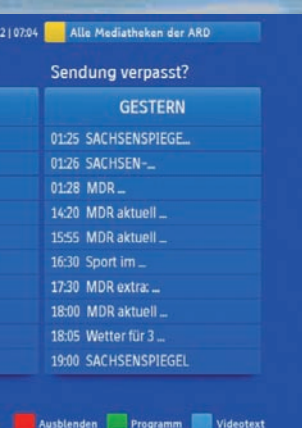 2 | 07:04 Alle Mediatheken der ARD
Sendung verpasst?
GESTERN
01:25 SACHSENSPIEGE...
01:26 SACHSEN-...
01:28 MDR ...
14:20 MDR aktuell ...
15:55 MDR aktuell ...
16:30 Sport im ...
17:30 MDR extra: ...
18:00 MDR aktuell ...
18:05 Wetter für 3 ...
19:00 SACHSENSPIEGEL
Ausblenden Programm Videotext